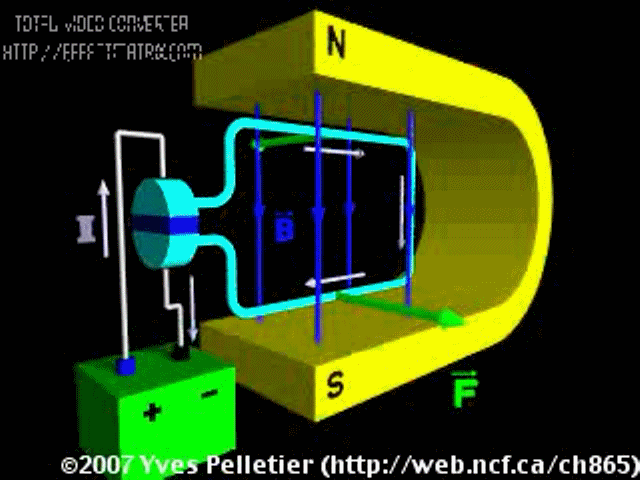 TOTAL VIDEO CONVERTER
N
I
B
+
-
S
F
©2007 Yves Pelletier (http://web.ncf.ca/ch865)